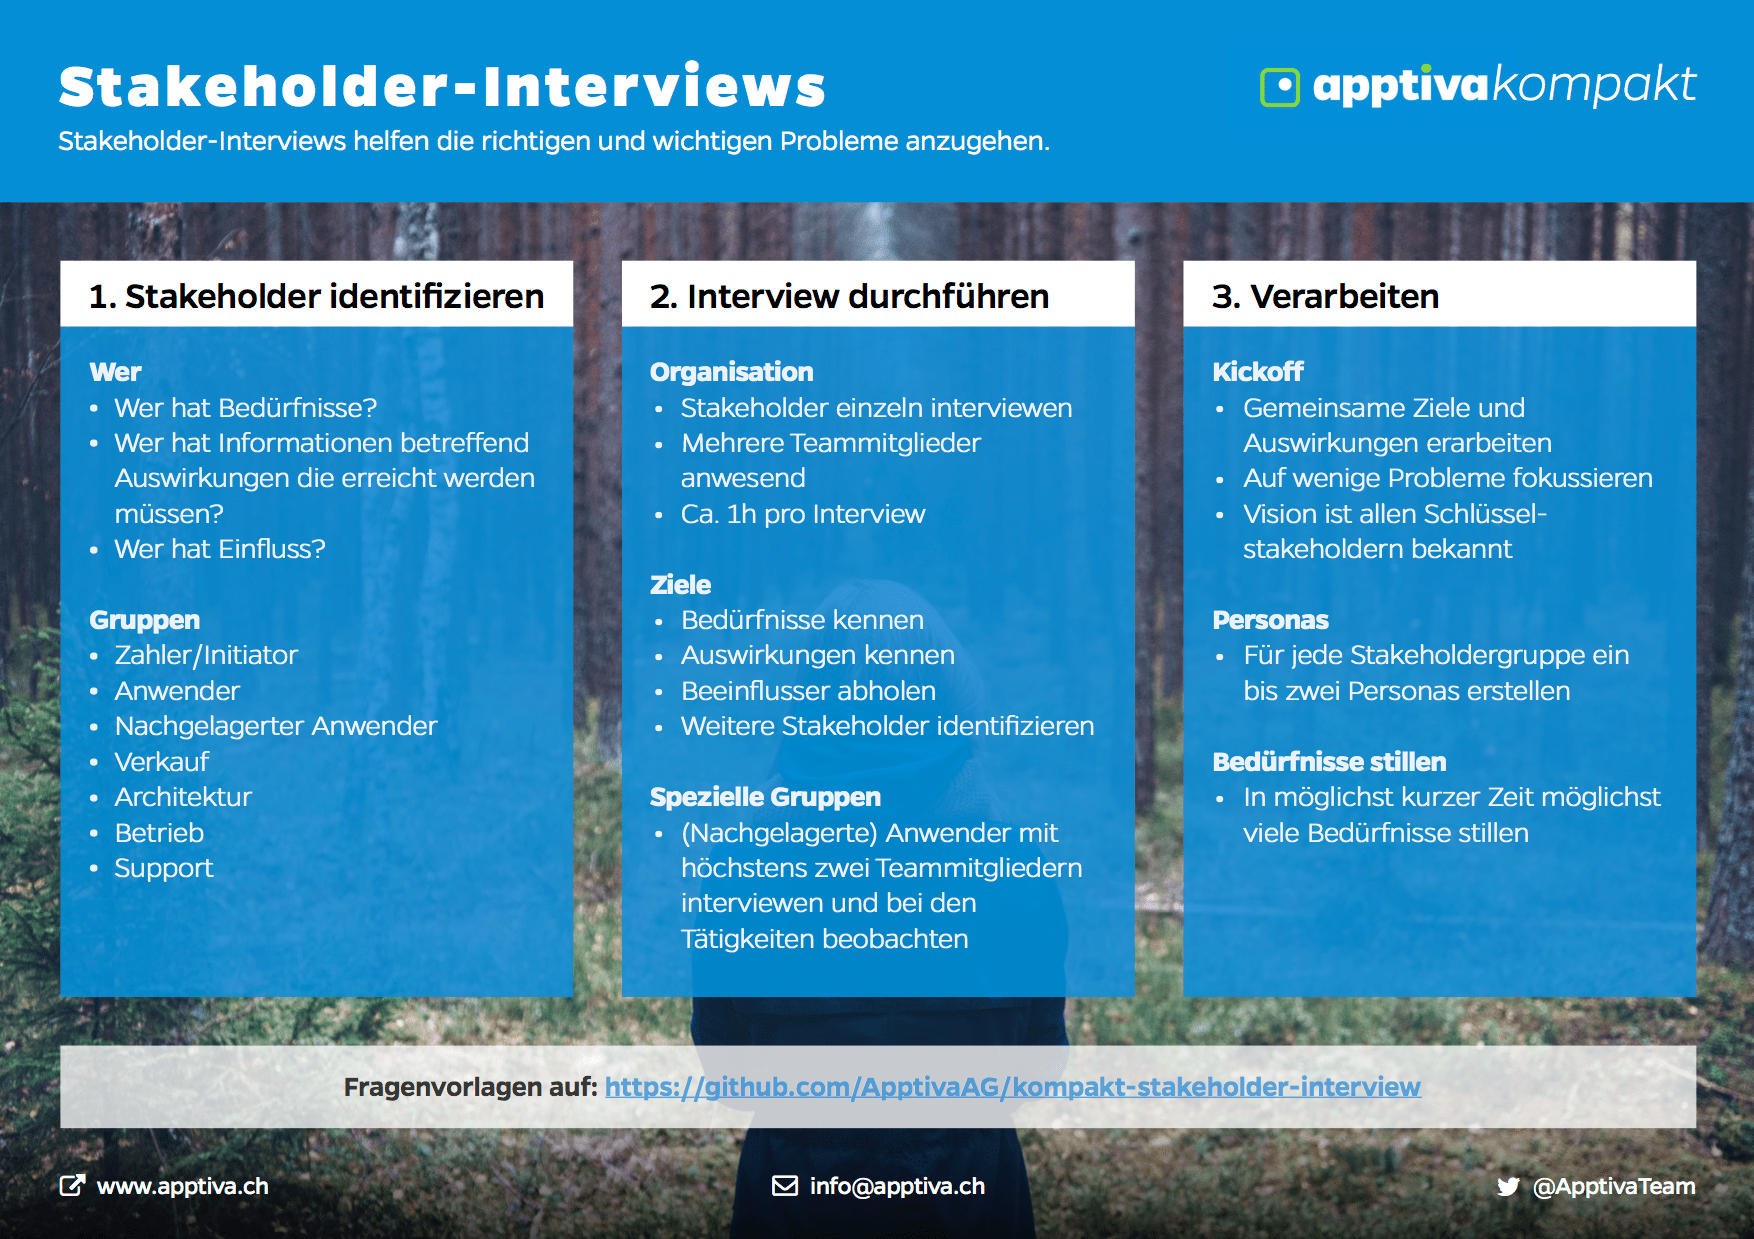 Stakeholder-Interviews
apptivakompakt
Stakeholder-Interviews helfen die richtigen und wichtigen Probleme anzugehen.
1. Stakeholder identifizieren
Wer
• Wer hat Bedürfnisse?
• Wer hat Informationen betreffend
Auswirkungen die erreicht werden
müssen?
• Wer hat Einfluss?
Gruppen
• Zahler/Initiator
• Anwender
• Nachgelagerter Anwender
• Verkauf
• Architektur
• Betrieb
• Support
2. Interview durchführen
Organisation
• Stakeholder einzeln interviewen
• Mehrere Teammitglieder
anwesend
• Ca. 1h pro Interview
Ziele
• Bedürfnisse kennen
• Auswirkungen kennen
• Beeinflusser abholen
• Weitere Stakeholder identifizieren
Spezielle Gruppen
• (Nachgelagerte) Anwender mit
höchstens zwei Teammitgliedern
interviewen und bei den
Tätigkeiten beobachten
3. Verarbeiten
Kickoff
• Gemeinsame Ziele und
Auswirkungen erarbeiten
• Auf wenige Probleme fokussieren
• Vision ist allen Schlüssel-
stakeholdern bekannt
Personas
• Für jede Stakeholdergruppe ein
bis zwei Personas erstellen
Bedürfnisse stillen
• In möglichst kurzer Zeit möglichst
viele Bedürfnisse stillen
Fragenvorlagen auf: https://github.com/ApptivaAG/kompakt-stakeholder-interview
www.apptiva.ch
info@apptiva.ch
@ApptivaTeam